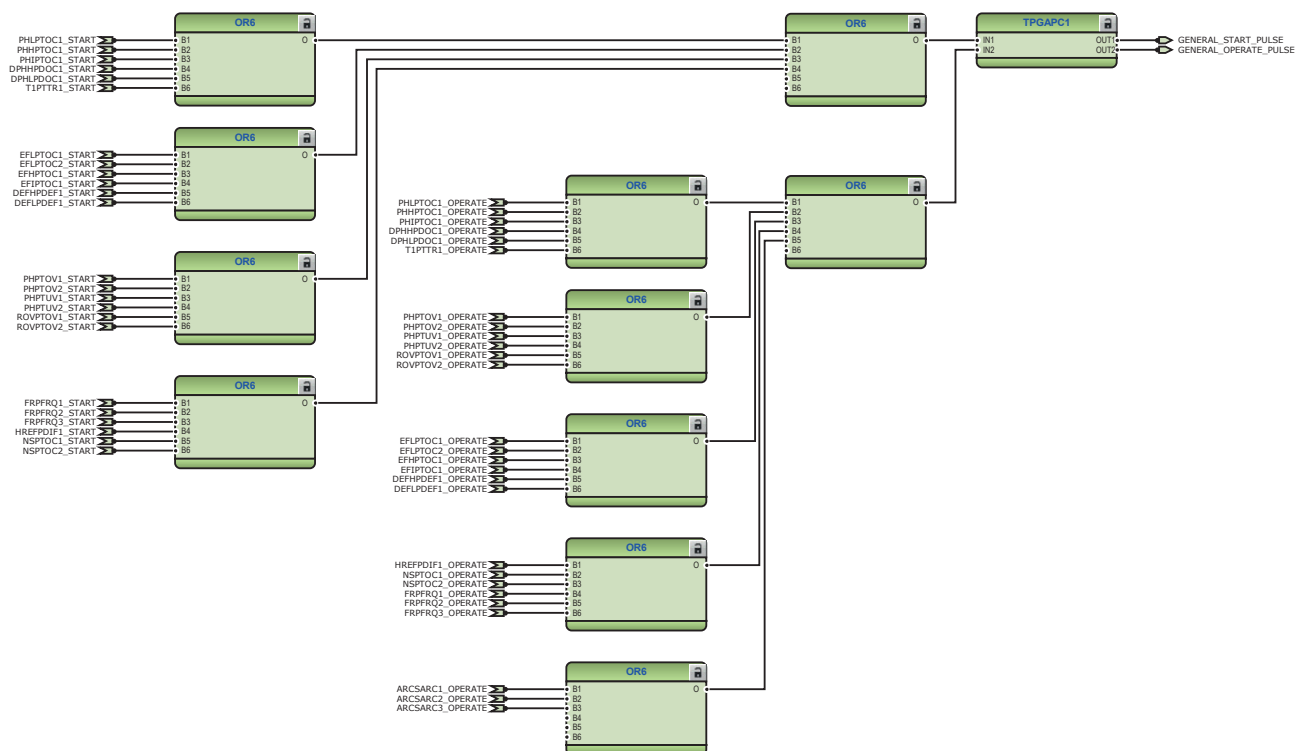 OR6
PHLPTOC1_START B1 O
PHHPTOC1_START B2
PHIPTOC1_START B3
DPHHPDOC1_START B4
DPHLPDOC1_START B5
T1PTTR1_START B6
OR6
B1 O
B2
B3
B4
B5
B6
TPGAPC1
IN1 OUT1 GENERAL_START_PULSE
IN2 OUT2 GENERAL_OPERATE_PULSE
OR6
EFLPTOC1_START B1 O
EFLPTOC2_START B2
EFHPTOC1_START B3
EFIPTOC1_START B4
DEFHPDEF1_START B5
DEFLPDEF1_START B6
OR6
PHLPTOC1_OPERATE B1 O
PHHPTOC1_OPERATE B2
PHIPTOC1_OPERATE B3
DPHHPDOC1_OPERATE B4
DPHLPDOC1_OPERATE B5
T1PTTR1_OPERATE B6
OR6
B1 O
B2
B3
B4
B5
B6
OR6
PHPTOV1_START B1 O
PHPTOV2_START B2
PHPTUV1_START B3
PHPTUV2_START B4
ROVPTOV1_START B5
ROVPTOV2_START B6
OR6
PHPTOV1_OPERATE B1 O
PHPTOV2_OPERATE B2
PHPTUV1_OPERATE B3
PHPTUV2_OPERATE B4
ROVPTOV1_OPERATE B5
ROVPTOV2_OPERATE B6
OR6
FRPFRQ1_START B1 O
FRPFRQ2_START B2
FRPFRQ3_START B3
HREFPDIF1_START B4
NSPTOC1_START B5
NSPTOC2_START B6
OR6
EFLPTOC1_OPERATE B1 O
EFLPTOC2_OPERATE B2
EFHPTOC1_OPERATE B3
EFIPTOC1_OPERATE B4
DEFHPDEF1_OPERATE B5
DEFLPDEF1_OPERATE B6
OR6
HREFPDIF1_OPERATE B1 O
NSPTOC1_OPERATE B2
NSPTOC2_OPERATE B3
FRPFRQ1_OPERATE B4
FRPFRQ2_OPERATE B5
FRPFRQ3_OPERATE B6
OR6
ARCSARC1_OPERATE B1 O
ARCSARC2_OPERATE B2
ARCSARC3_OPERATE B3
B4
B5
B6